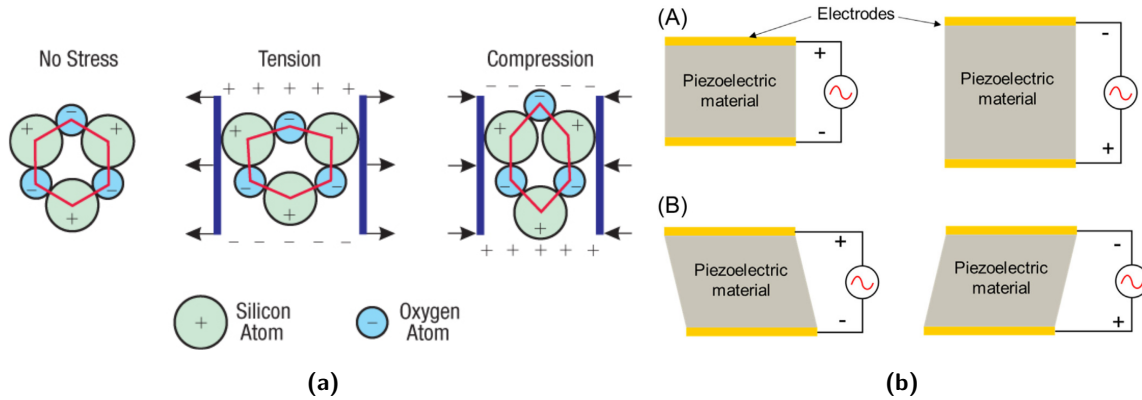 No Stress
Tension
Compression
+ + + + +
− − − − −
+ + −
+ + −
+ + −
− − +
− − +
− − +
− − − − −
+ + + + +
+
Silicon
Atom
−
Oxygen
Atom
(a)
(A)
Electrodes
Piezoelectric
material
+
-
Piezoelectric
material
-
+
(B)
Piezoelectric
material
+
-
Piezoelectric
material
-
+
(b)